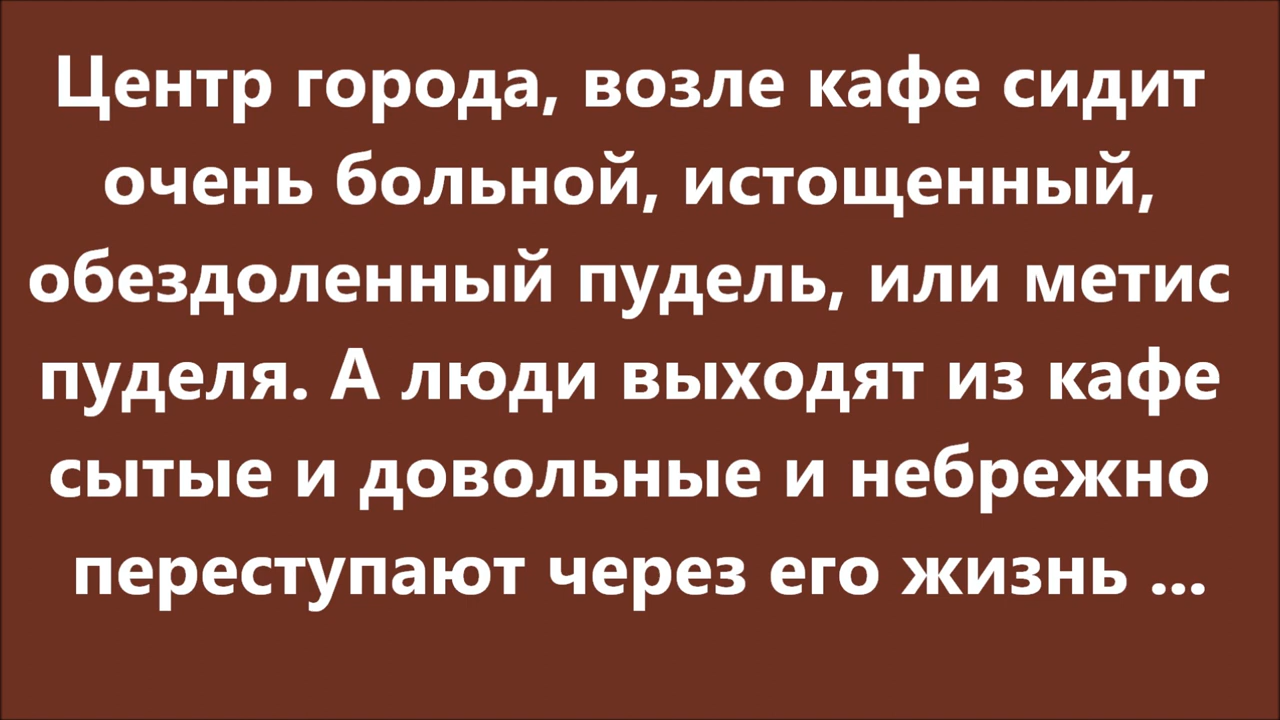 Центр города, возле кафе сидит
очень больной, истощенный,
обездоленный пудель, или метис
пуделя. А люди выходят из кафе
сытые и довольные и небрежно
переступают через его жизнь ...